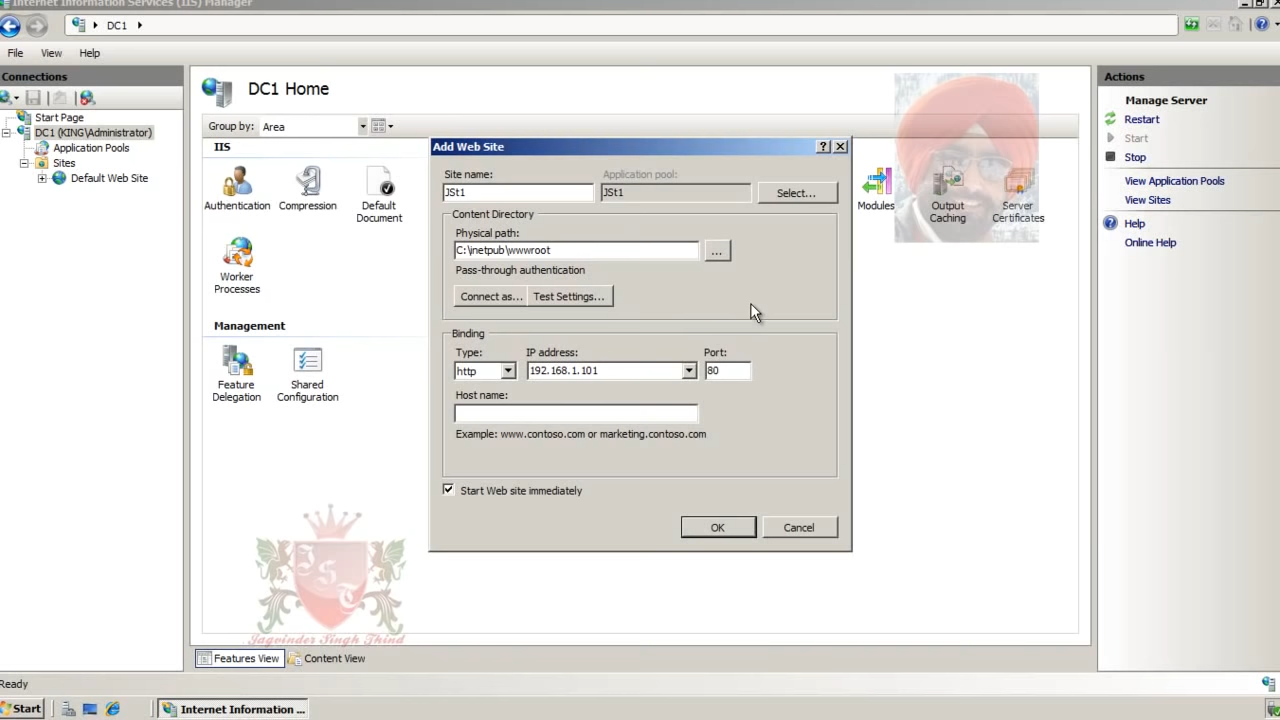 Internet Information Services (IIS) Manager
DC1
File View Help
Connections
Start Page
DC1 (KING\Administrator)
Application Pools
Sites
Default Web Site
DC1 Home
Group by: Area
IIS
Authentication
Compression
Default Document
Modules
Output Caching
Server Certificates
Worker Processes
Management
Feature Delegation
Shared Configuration
Add Web Site
Site name:
Application pool:
JSt1
JSt1
Select...
Content Directory
Physical path:
C:\inetpub\wwwroot
...
Pass-through authentication
Connect as...
Test Settings...
Binding
Type:
IP address:
Port:
http
192.168.1.101
80
Host name:
Example: www.contoso.com or marketing.contoso.com
Start Web site immediately
OK
Cancel
JST
Jagvinder Singh Thind
Features View
Content View
Actions
Manage Server
Restart
Start
Stop
View Application Pools
View Sites
Help
Online Help
Ready
Start
Internet Information ...